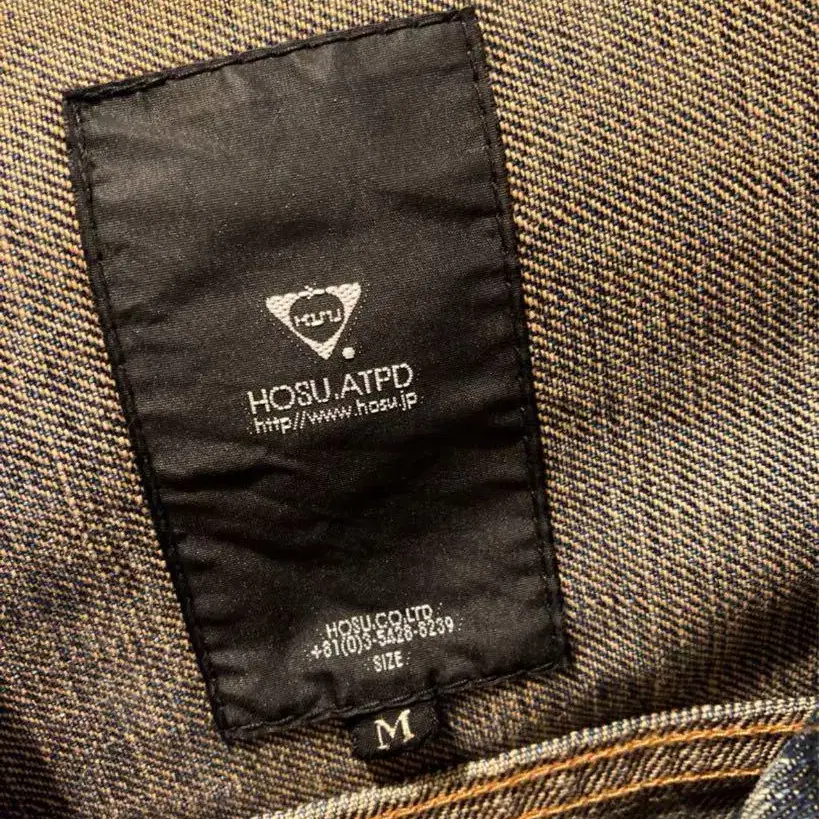 HOSU
HOSU.ATPD
http//www.hosu.jp
HOSU.CO.LTD
+81(0)3-5428-8239
SIZE
M